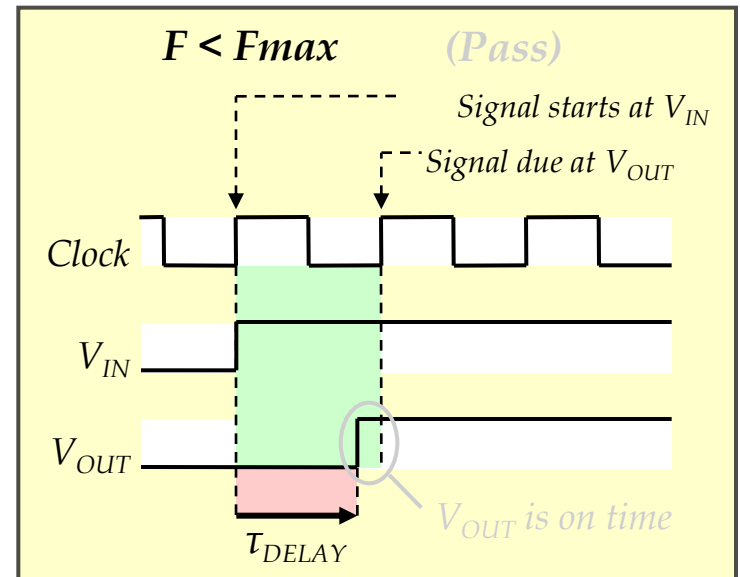 F < Fmax (Pass)
Signal starts at V_IN
Signal due at V_OUT
Clock
V_IN
V_OUT
V_OUT is on time
τ_DELAY